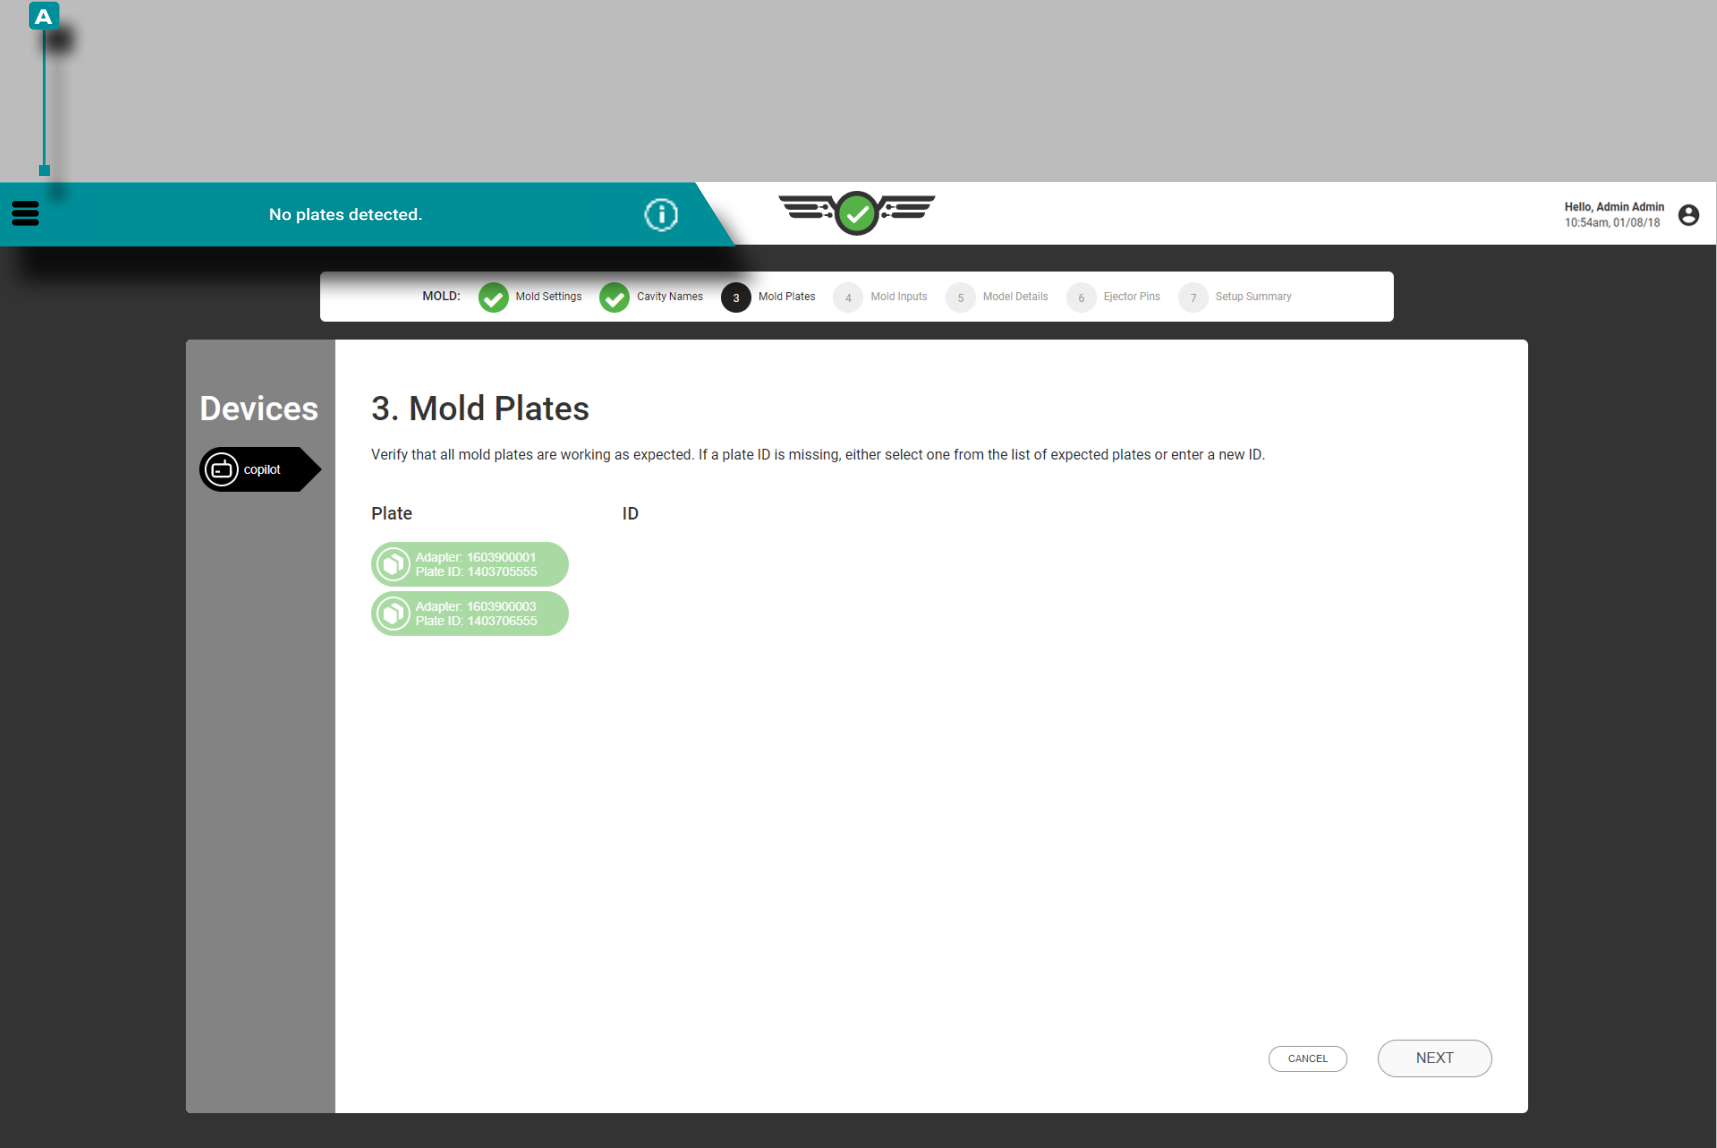 A
No plates detected.
Hello, Admin Admin
10:54am, 01/08/18
MOLD: Mold Settings Cavity Names 3 Mold Plates 4 Mold Inputs 5 Model Details 6 Ejector Pins 7 Setup Summary
Devices
copilot
3. Mold Plates
Verify that all mold plates are working as expected. If a plate ID is missing, either select one from the list of expected plates or enter a new ID.
Plate ID
Adapter: 1603900001
Plate ID: 1403705555
Adapter: 1603900003
Plate ID: 1403706555
CANCEL NEXT